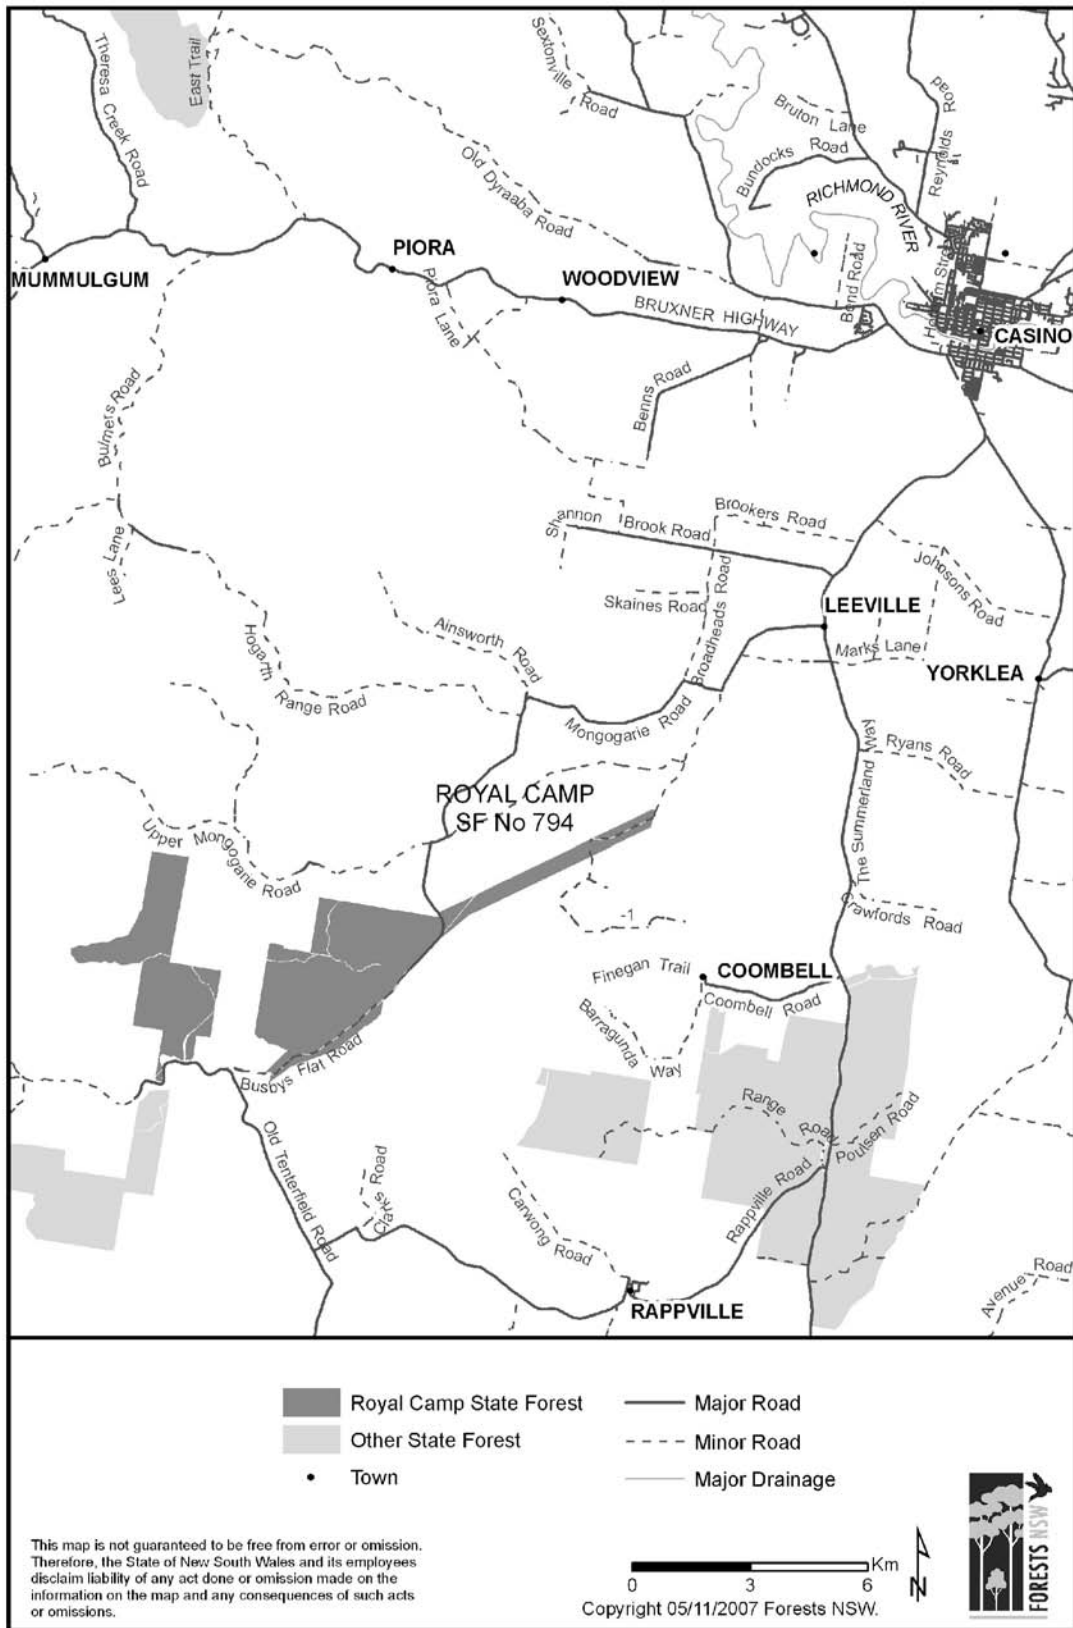 Theresa Creek Road
East Trail
Sextonville Road
Bruton Lane
Bundocks Road
Reynolds Road
Old Dyraaba Road
RICHMOND RIVER
MUMMULGUM
PIORA
Piora Lane
WOODVIEW
BRUXNER HIGHWAY
Bond Road
CASINO
Benns Road
Bulmers Road
Lees Lane
Shannon Brook Road
Brookers Road
Johnsons Road
Skaines Road
Broadheads Road
LEEVILLE
Marks Lane
YORKLEA
Ainsworth Road
Hogarth Range Road
Mongogarie Road
Ryans Road
The Summerland Way
ROYAL CAMP
SF No 794
Upper Mongogane Road
Crawfords Road
-1
Finegan Trail
COOMBELL
Coombell Road
Barragunda Way
Busbys Flat Road
Range Road
Poulsen Road
Old Tenterfield Road
Clarks Road
Carwong Road
Rappville Road
RAPPVILLE
Avenue Road
Royal Camp State Forest
Other State Forest
Town
Major Road
Minor Road
Major Drainage
This map is not guaranteed to be free from error or omission.
Therefore, the State of New South Wales and its employees
disclaim liability of any act done or omission made on the
information on the map and any consequences of such acts
or omissions.
Km
0 3 6
N
Copyright 05/11/2007 Forests NSW.
FORESTS NSW